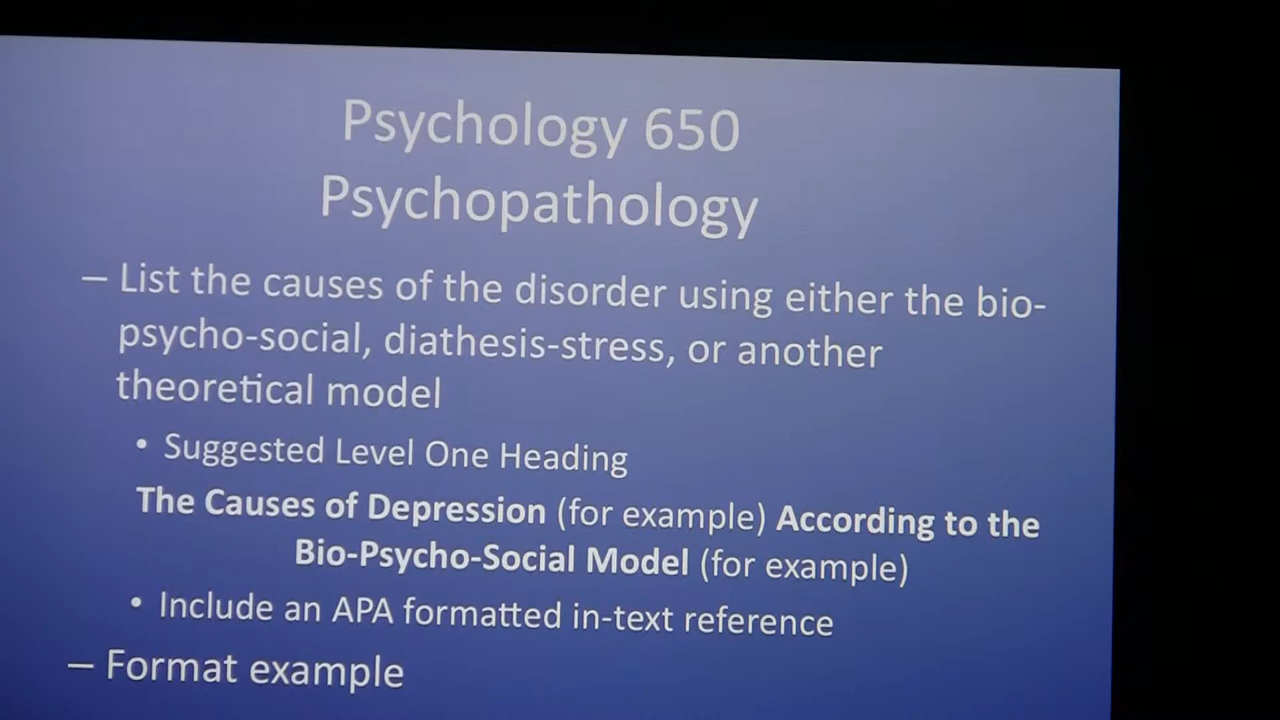 Psychology 650
Psychopathology
– List the causes of the disorder using either the bio-
psycho-social, diathesis-stress, or another
theoretical model
• Suggested Level One Heading
The Causes of Depression (for example) According to the
Bio-Psycho-Social Model (for example)
• Include an APA formatted in-text reference
– Format example